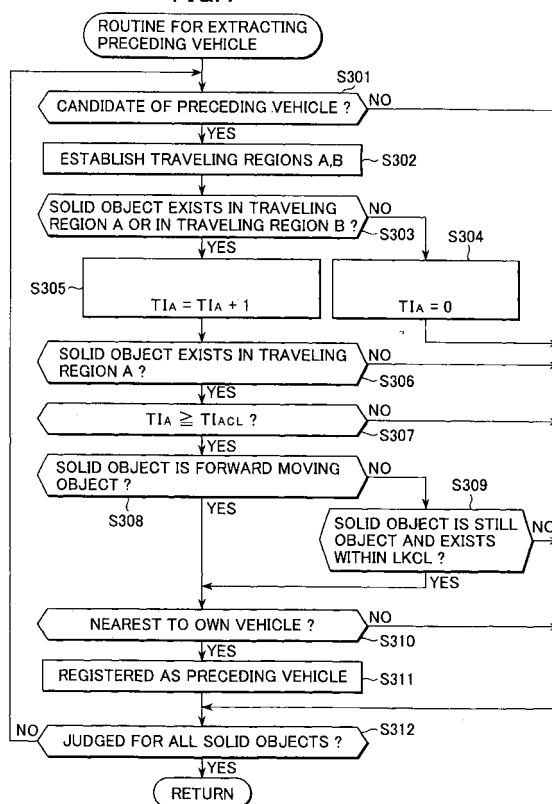 ROUTINE FOR EXTRACTING
PRECEDING VEHICLE
S301
CANDIDATE OF PRECEDING VEHICLE ?
NO
YES
ESTABLISH TRAVELING REGIONS A,B
S302
SOLID OBJECT EXISTS IN TRAVELING
REGION A OR IN TRAVELING REGION B ?
NO
S303
YES
S304
S305
TIA = TIA + 1
TIA = 0
SOLID OBJECT EXISTS IN TRAVELING
REGION A ?
NO
S306
YES
TIA ≧ TIACL ?
NO
S307
YES
SOLID OBJECT IS FORWARD MOVING
OBJECT ?
NO
S308
YES
S309
SOLID OBJECT IS STILL
OBJECT AND EXISTS
WITHIN LKCL ?
NO
YES
NEAREST TO OWN VEHICLE ?
NO
S310
YES
REGISTERED AS PRECEDING VEHICLE
S311
NO
JUDGED FOR ALL SOLID OBJECTS ?
S312
YES
RETURN